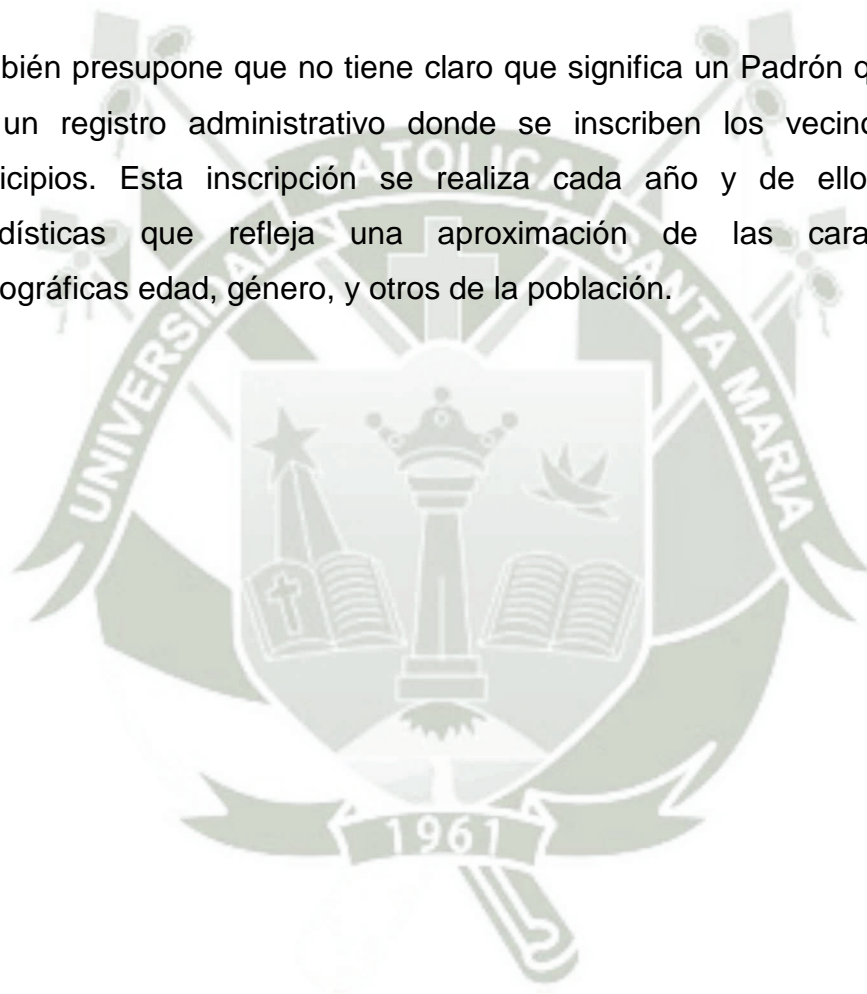 bién presupone que no tiene claro que significa un Padrón q
un registro administrativo donde se inscriben los vecino
icipios. Esta inscripción se realiza cada año y de ello
dísticas que refleja una aproximación de las cara
ográficas edad, género, y otros de la población.
UNIVERSIDAD CATOLICA SANTA MARIA
1961